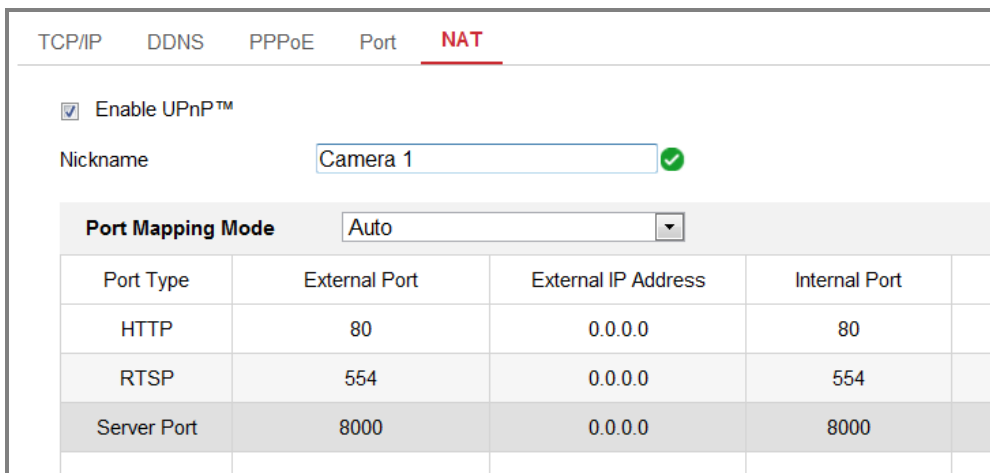 TCP/IP DDNS PPPoE Port NAT
Enable UPnP™
Nickname Camera 1
Port Mapping Mode Auto
Port Type External Port External IP Address Internal Port
HTTP 80 0.0.0.0 80
RTSP 554 0.0.0.0 554
Server Port 8000 0.0.0.0 8000